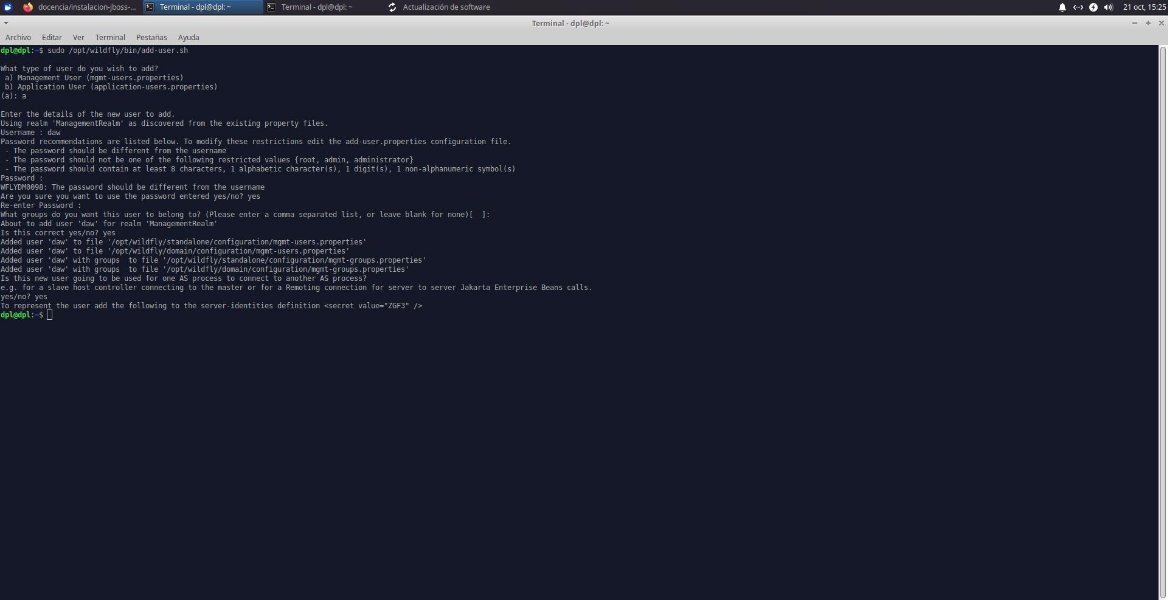 docencia/instalacion-jboss-...
Terminal - dpl@dpl: ~
Terminal - dpl@dpl: ~
Actualización de software
21 oct, 15:25
Terminal - dpl@dpl: ~
Archivo Editar Ver Terminal Pestañas Ayuda
dpl@dpl:~$ sudo /opt/wildfly/bin/add-user.sh
What type of user do you wish to add?
a) Management User (mgmt-users.properties)
b) Application User (application-users.properties)
(a): a
Enter the details of the new user to add.
Using realm 'ManagementRealm' as discovered from the existing property files.
Username : daw
Password recommendations are listed below. To modify these restrictions edit the add-user.properties configuration file.
- The password should be different from the username
- The password should not be one of the following restricted values {root, admin, administrator}
- The password should contain at least 8 characters, 1 alphabetic character(s), 1 digit(s), 1 non-alphanumeric symbol(s)
Password :
WFLYDM0098: The password should be different from the username
Are you sure you want to use the password entered yes/no? yes
Re-enter Password :
What groups do you want this user to belong to? (Please enter a comma separated list, or leave blank for none)[  ]:
About to add user 'daw' for realm 'ManagementRealm'
Is this correct yes/no? yes
Added user 'daw' to file '/opt/wildfly/standalone/configuration/mgmt-users.properties'
Added user 'daw' to file '/opt/wildfly/domain/configuration/mgmt-users.properties'
Added user 'daw' with groups  to file '/opt/wildfly/standalone/configuration/mgmt-groups.properties'
Added user 'daw' with groups  to file '/opt/wildfly/domain/configuration/mgmt-groups.properties'
Is this new user going to be used for one AS process to connect to another AS process?
e.g. for a slave host controller connecting to the master or for a Remoting connection for server to server Jakarta Enterprise Beans calls.
yes/no? yes
To represent the user add the following to the server-identities definition <secret value="ZGF3" />
dpl@dpl:~$